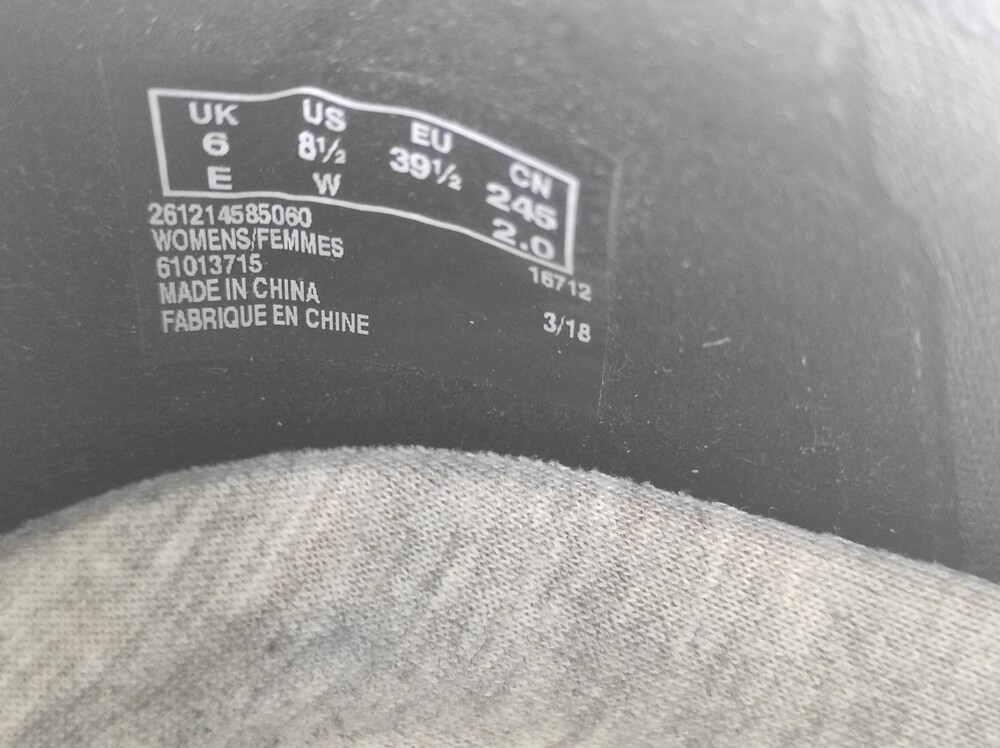 UK US EU CN
6 8½ 39½ 245
E W 2.0
261214585060
WOMENS/FEMMES
61013715 16712
MADE IN CHINA
FABRIQUE EN CHINE 3/18